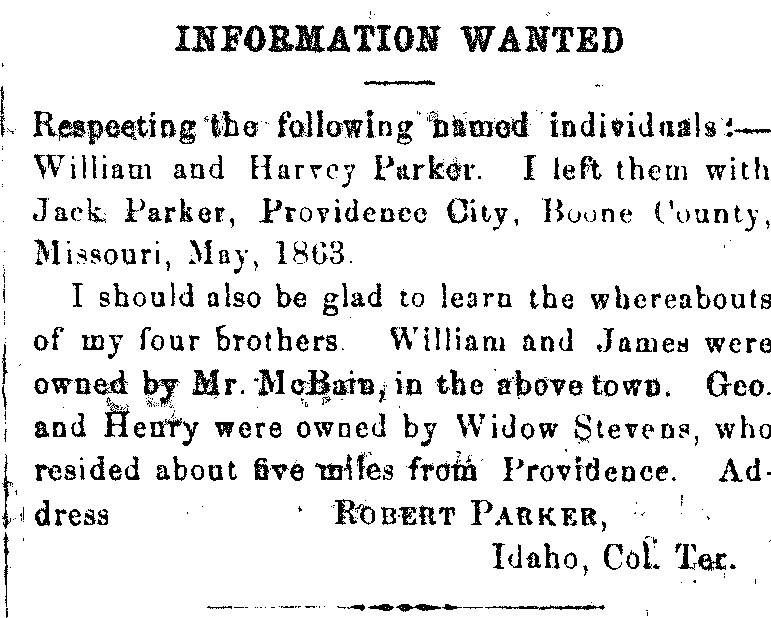 INFORMATION WANTED
Respecting the following named individuals:—
William and Harvey Parker. I left them with
Jack Parker, Providence City, Boone County,
Missouri, May, 1863.
I should also be glad to learn the whereabouts
of my four brothers. William and James were
owned by Mr. McBain, in the above town. Geo.
and Henry were owned by Widow Stevens, who
resided about five miles from Providence. Ad-
dress ROBERT PARKER,
Idaho, Col. Ter.